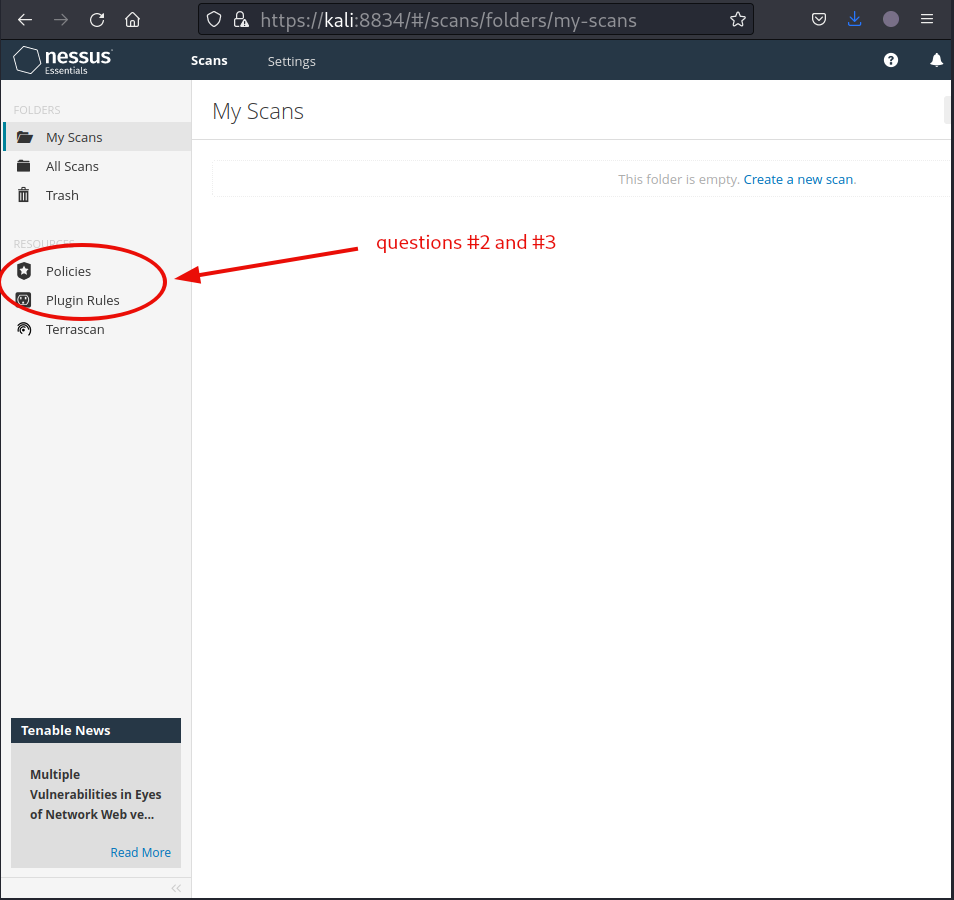 https://kali:8834/#/scans/folders/my-scans
nessus
Essentials
Scans
Settings
FOLDERS
My Scans
All Scans
Trash
RESOURCES
Policies
Plugin Rules
Terrascan
My Scans
This folder is empty. Create a new scan.
questions #2 and #3
Tenable News
Multiple
Vulnerabilities in Eyes
of Network Web ve...
Read More